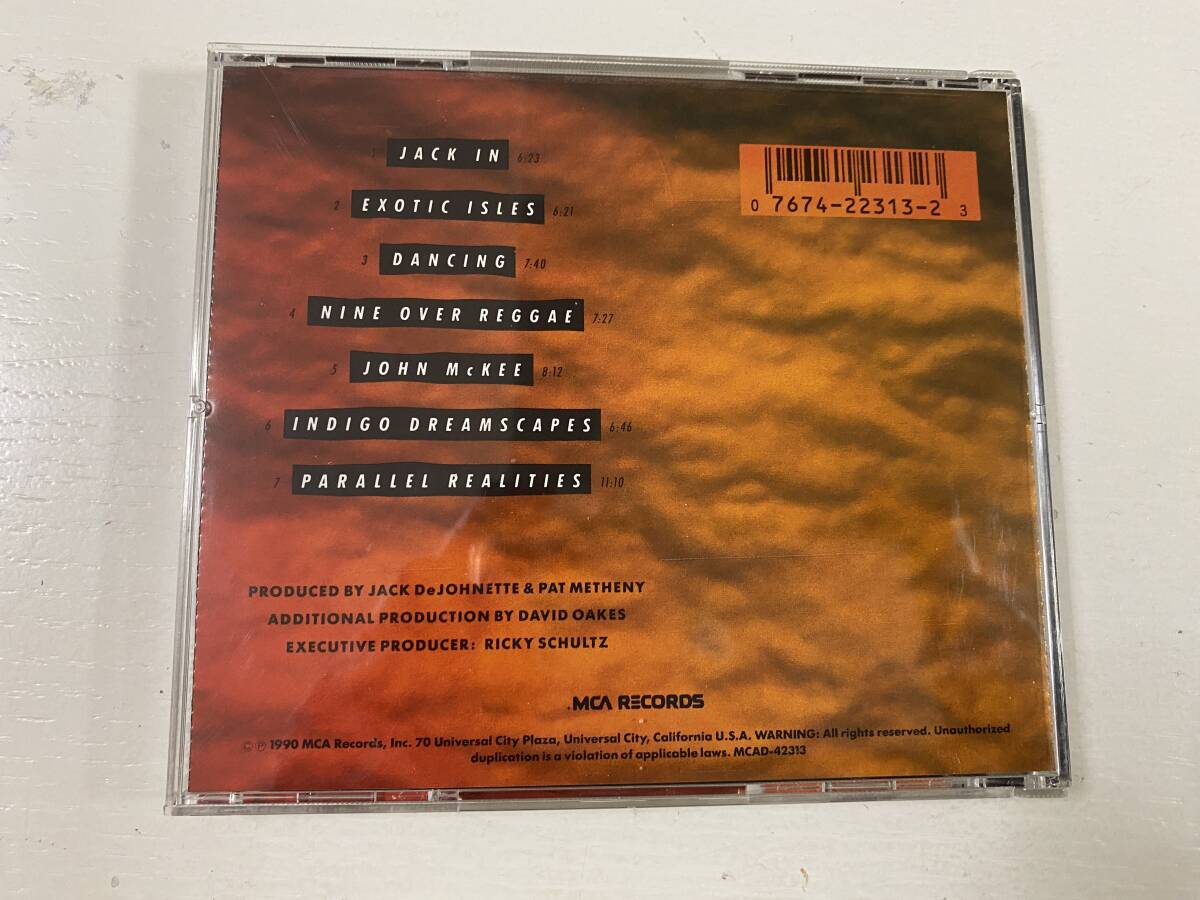 1 JACK IN 6:23
2 EXOTIC ISLES 6:21
3 DANCING 7:40
4 NINE OVER REGGAE 7:27
5 JOHN McKEE 8:12
6 INDIGO DREAMSCAPES 6:46
7 PARALLEL REALITIES 11:10
0 7674-22313-2 3
PRODUCED BY JACK DeJOHNETTE & PAT METHENY
ADDITIONAL PRODUCTION BY DAVID OAKES
EXECUTIVE PRODUCER: RICKY SCHULTZ
MCA RECORDS
© ℗ 1990 MCA Records, Inc. 70 Universal City Plaza, Universal City, California U.S.A. WARNING: All rights reserved. Unauthorized
duplication is a violation of applicable laws. MCAD-42313